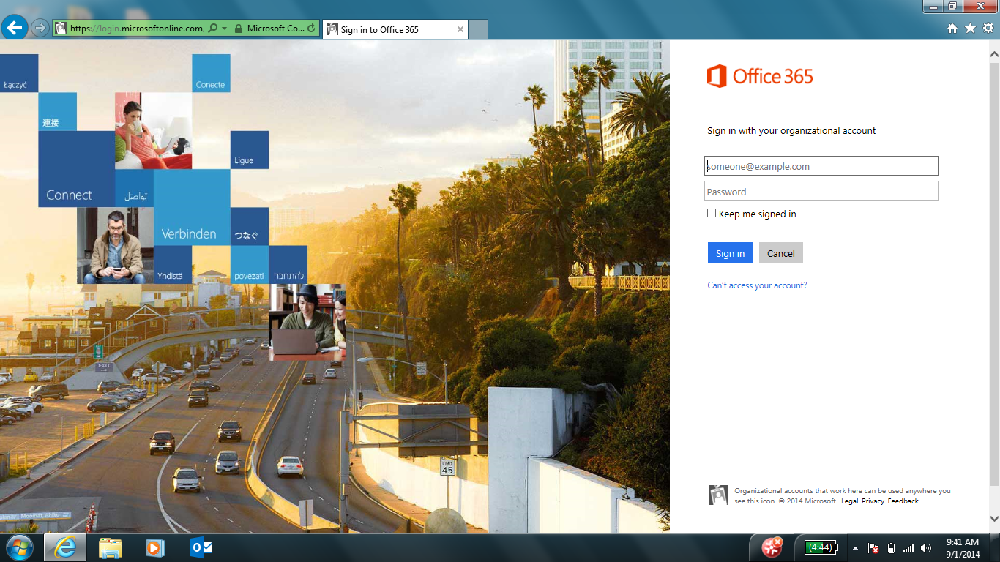 https://login.microsoftonline.com
Microsoft Co...
Sign in to Office 365
Łączyć
Conecte
連接
Ligue
Connect
تواصَل
Verbinden
つなぐ
Yhdistä
povezati
להתחבר
EXIT
SPEED
LIMIT
45
Office 365
Sign in with your organizational account
someone@example.com
Password
Keep me signed in
Sign in
Cancel
Can't access your account?
Organizational accounts that work here can be used anywhere you
see this icon. © 2014 Microsoft Legal Privacy Feedback
(4:44)
9:41 AM
9/1/2014